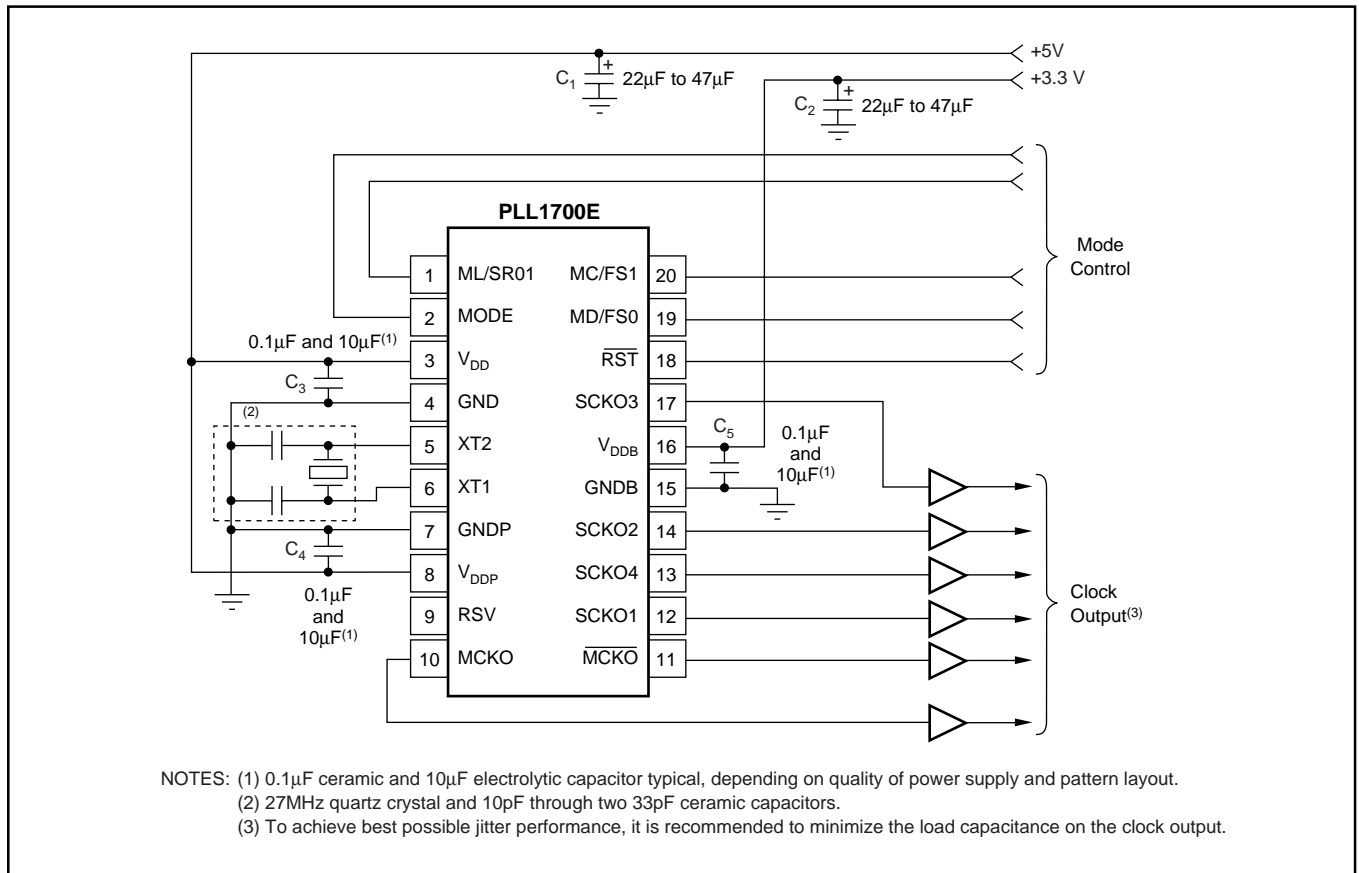 +5V
C1 + 22µF to 47µF
+3.3 V
C2 + 22µF to 47µF
PLL1700E
Mode
Control
1 ML/SR01 MC/FS1 20
2 MODE MD/FS0 19
0.1µF and 10µF(1)
3 VDD RST 18
C3
4 GND SCKO3 17
(2)
5 XT2 VDDB 16
C5
0.1µF
and
10µF(1)
6 XT1 GNDB 15
7 GNDP SCKO2 14
C4
8 VDDP SCKO4 13
0.1µF
and
10µF(1)
9 RSV SCKO1 12
10 MCKO MCKO 11
Clock
Output(3)
NOTES: (1) 0.1µF ceramic and 10µF electrolytic capacitor typical, depending on quality of power supply and pattern layout.
(2) 27MHz quartz crystal and 10pF through two 33pF ceramic capacitors.
(3) To achieve best possible jitter performance, it is recommended to minimize the load capacitance on the clock output.